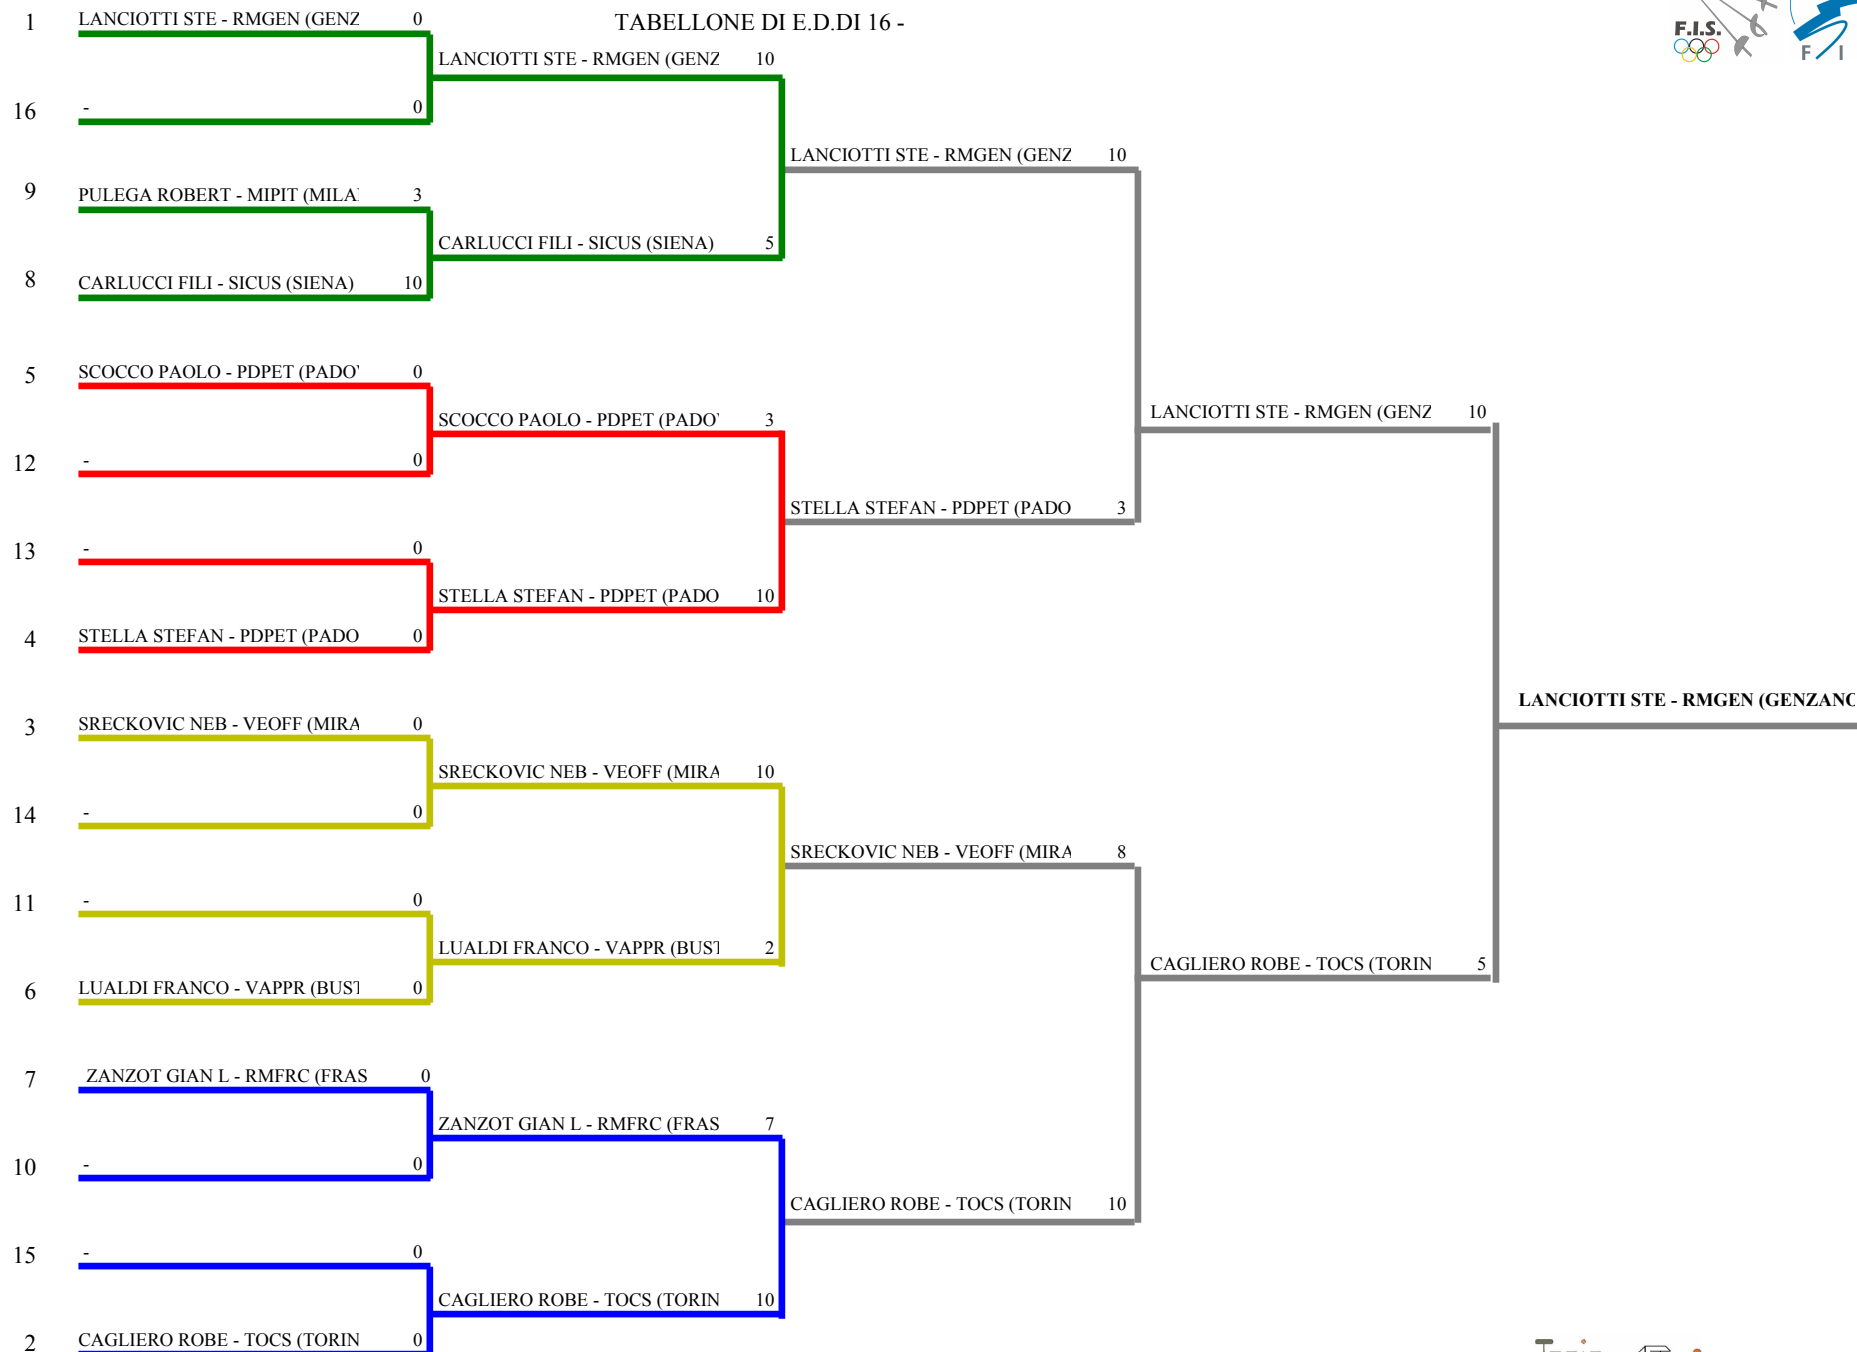 TABELLONE DI E.D.DI 16 -
F.I.S.
F I
1 LANCIOTTI STE - RMGEN (GENZ 0
LANCIOTTI STE - RMGEN (GENZ 10
16 - 0
LANCIOTTI STE - RMGEN (GENZ 10
9 PULEGA ROBERT - MIPIT (MILA 3
CARLUCCI FILI - SICUS (SIENA) 5
8 CARLUCCI FILI - SICUS (SIENA) 10
5 SCOCCO PAOLO - PDPET (PADO 0
LANCIOTTI STE - RMGEN (GENZ 10
SCOCCO PAOLO - PDPET (PADO 3
12 - 0
STELLA STEFAN - PDPET (PADO 3
13 - 0
STELLA STEFAN - PDPET (PADO 10
4 STELLA STEFAN - PDPET (PADO 0
LANCIOTTI STE - RMGEN (GENZANO
3 SRECKOVIC NEB - VEOFF (MIRA 0
SRECKOVIC NEB - VEOFF (MIRA 10
14 - 0
SRECKOVIC NEB - VEOFF (MIRA 8
11 - 0
LUALDI FRANCO - VAPPR (BUST 2
CAGLIERO ROBE - TOCS (TORIN 5
6 LUALDI FRANCO - VAPPR (BUST 0
7 ZANZOT GIAN L - RMFRC (FRAS 0
ZANZOT GIAN L - RMFRC (FRAS 7
10 - 0
CAGLIERO ROBE - TOCS (TORIN 10
15 - 0
CAGLIERO ROBE - TOCS (TORIN 10
2 CAGLIERO ROBE - TOCS (TORIN 0